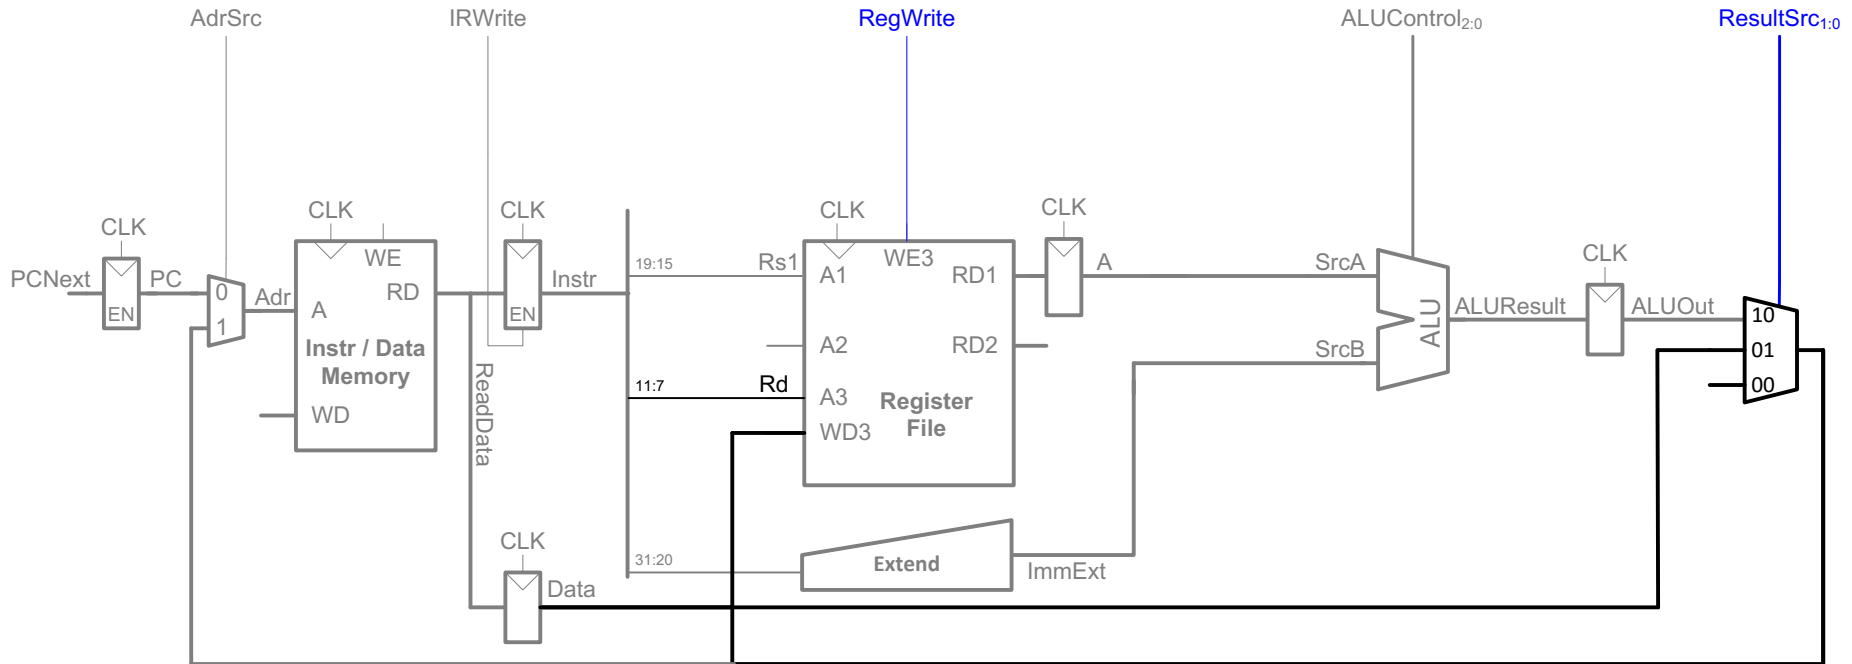 AdrSrc
IRWrite
RegWrite
ALUControl2:0
ResultSrc1:0
CLK
CLK
CLK
CLK
CLK
CLK
PCNext
EN
PC
0
1
Adr
WE
A
RD
Instr / Data
Memory
WD
EN
Instr
ReadData
19:15
Rs1
A1
WE3
RD1
A2
RD2
11:7
Rd
A3
WD3
Register
File
A
SrcA
SrcB
ALU
ALUResult
ALUOut
10
01
00
31:20
Extend
ImmExt
CLK
Data